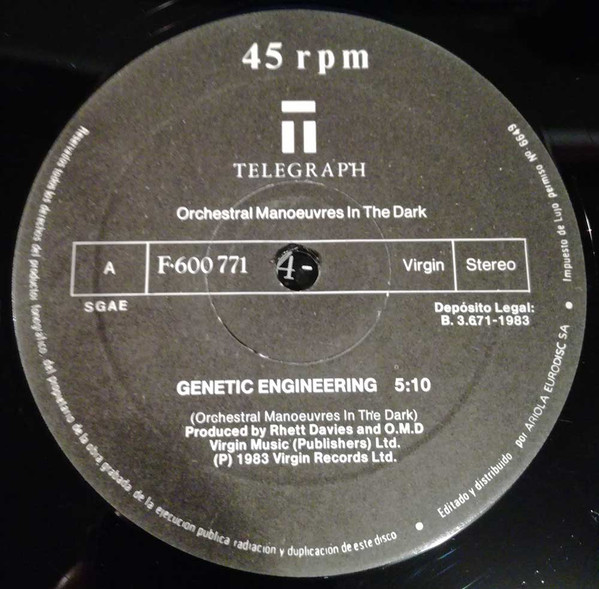 45 rpm
TELEGRAPH
Orchestral Manoeuvres In The Dark
A
F·600 771
4-
Virgin
Stereo
SGAE
Depósito Legal:
B. 3.671-1983
GENETIC ENGINEERING 5:10
(Orchestral Manoeuvres In The Dark)
Produced by Rhett Davies and O.M.D
Virgin Music (Publishers) Ltd.
(P) 1983 Virgin Records Ltd.
Reservados todos los derechos del productor fonográfico, del propietario de la obra grabada, de la ejecución pública radiación y duplicación de este disco • Editado y distribuido por ARIOLA EURODISC SA • Impuesto de Lujo permiso No. 6649